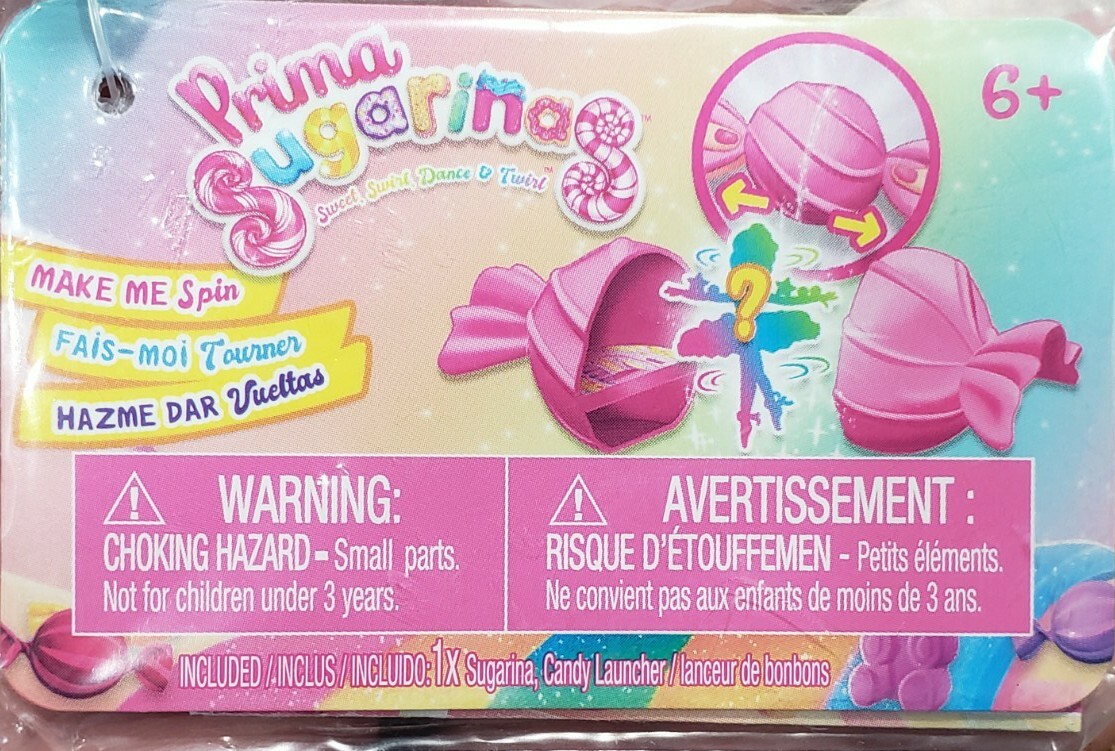 Prima
Sugarinas™
Sweet, Swirl, Dance & Twirl™
6+
MAKE ME Spin
FAIS-MOI Tourner
HAZME DAR Vueltas
?
WARNING:
CHOKING HAZARD - Small parts.
Not for children under 3 years.
AVERTISSEMENT :
RISQUE D'ÉTOUFFEMEN - Petits éléments.
Ne convient pas aux enfants de moins de 3 ans.
INCLUDED / INCLUS / INCLUIDO: 1X Sugarina, Candy Launcher / lanceur de bonbons